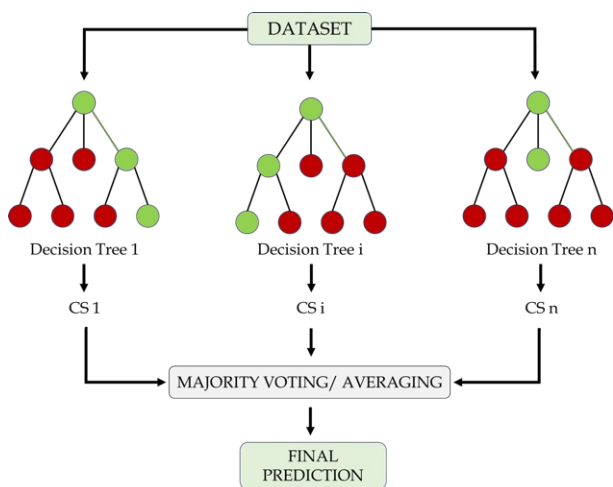 DATASET
Decision Tree 1
Decision Tree i
Decision Tree n
CS 1
CS i
CS n
MAJORITY VOTING/ AVERAGING
FINAL
PREDICTION